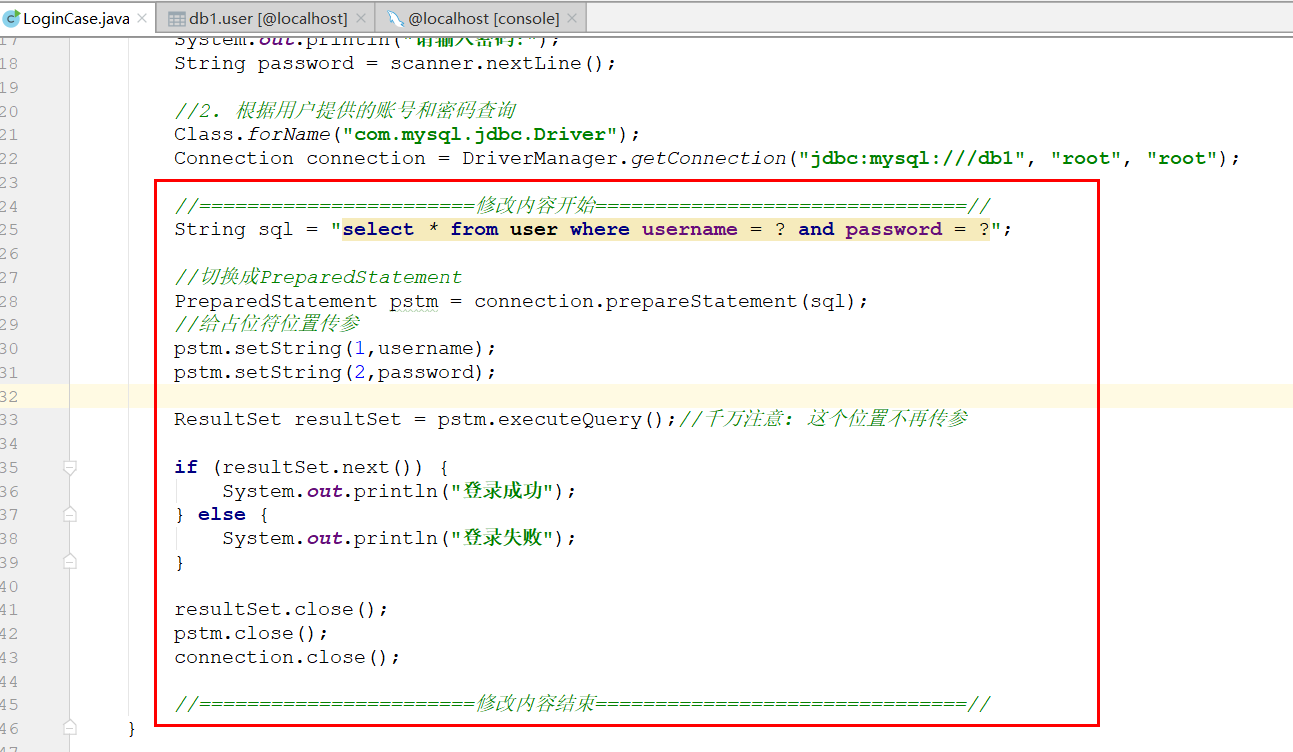 LoginCase.java
db1.user [@localhost]
@localhost [console]
17 System.out.println("请输入密码:");
18 String password = scanner.nextLine();
19
20 //2. 根据用户提供的账号和密码查询
21 Class.forName("com.mysql.jdbc.Driver");
22 Connection connection = DriverManager.getConnection("jdbc:mysql:///db1", "root", "root");
23
24 //=======================修改内容开始===============================//
25 String sql = "select * from user where username = ? and password = ?";
26
27 //切换成PreparedStatement
28 PreparedStatement pstm = connection.prepareStatement(sql);
29 //给占位符位置传参
30 pstm.setString(1,username);
31 pstm.setString(2,password);
32
33 ResultSet resultSet = pstm.executeQuery();//千万注意: 这个位置不再传参
34
35 if (resultSet.next()) {
36 System.out.println("登录成功");
37 } else {
38 System.out.println("登录失败");
39 }
40
41 resultSet.close();
42 pstm.close();
43 connection.close();
44
45 //=======================修改内容结束===============================//
46 }
47